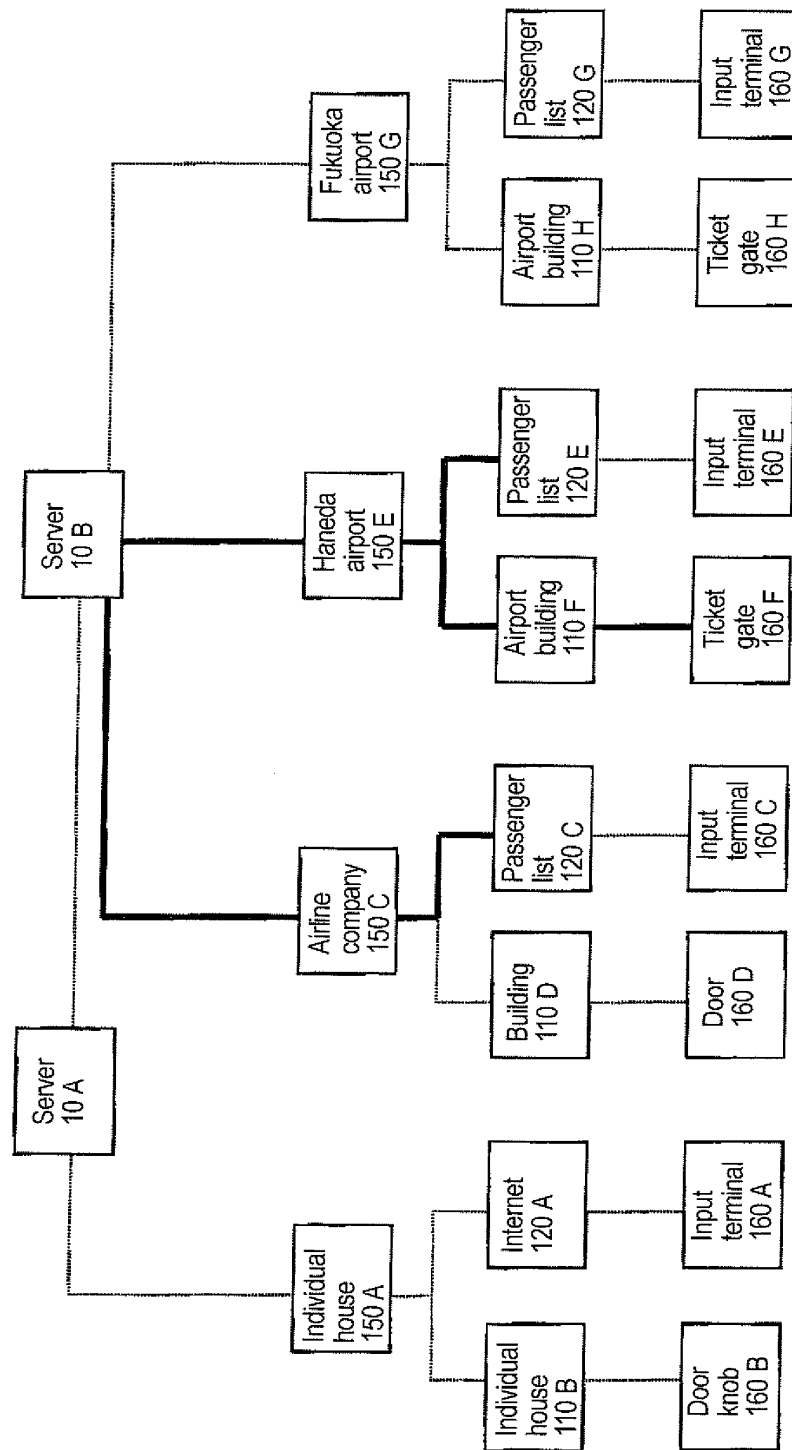 Server
10 A
Server
10 B
Individual
house
150 A
Airline
company
150 C
Haneda
airport
150 E
Fukuoka
airport
150 G
Individual
house
110 B
Internet
120 A
Building
110 D
Passenger
list
120 C
Airport
building
110 F
Passenger
list
120 E
Airport
building
110 H
Passenger
list
120 G
Door
knob
160 B
Input
terminal
160 A
Door
160 D
Input
terminal
160 C
Ticket
gate
160 F
Input
terminal
160 E
Ticket
gate
160 H
Input
terminal
160 G